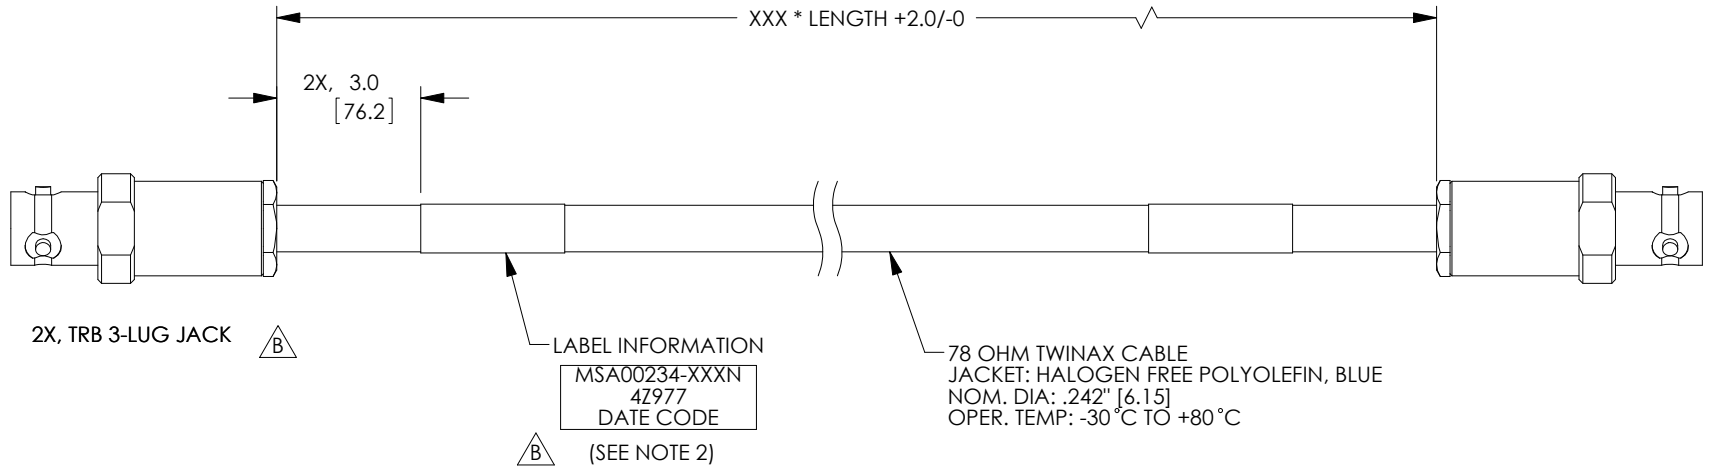 XXX * LENGTH +2.0/-0
2X, 3.0
[76.2]
2X, TRB 3-LUG JACK
B
LABEL INFORMATION
MSA00234-XXXN
4Z977
DATE CODE
B
(SEE NOTE 2)
78 OHM TWINAX CABLE
JACKET: HALOGEN FREE POLYOLEFIN, BLUE
NOM. DIA: .242" [6.15]
OPER. TEMP: -30°C TO +80°C